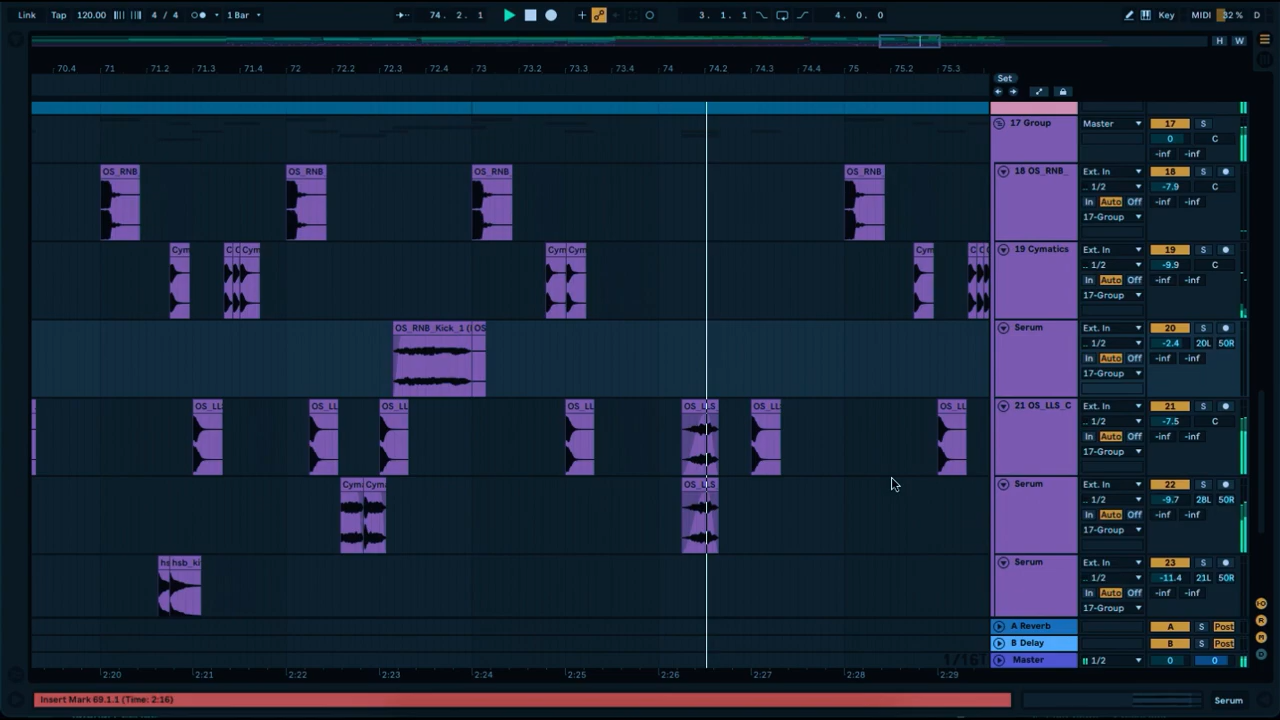 Link Tap 120.00 4 / 4 1 Bar 74. 2. 1 3. 1. 1 4. 0. 0 Key MIDI 32 % D
H W
70.4 71 71.2 71.3 71.4 72 72.2 72.3 72.4 73 73.2 73.3 73.4 74 74.2 74.3 74.4 75 75.2 75.3
Set
17 Group Master 17 S
0 C
-inf -inf
OS_RNB OS_RNB OS_RNB OS_RNB 18 OS_RNB_ Ext. In 18 S
1/2 -7.9 C
In Auto Off -inf -inf
17-Group
Cym C C Cym Cym Cym Cym C C C 19 Cymatics Ext. In 19 S
1/2 -9.9 C
In Auto Off -inf -inf
17-Group
OS_RNB_Kick_1 ( OS Serum Ext. In 20 S
1/2 -2.4 20L 50R
In Auto Off -inf -inf
17-Group
OS_LL OS_LL OS_LL OS_LL OS_LLS OS_LL OS_LL 21 OS_LLS_C Ext. In 21 S
1/2 -7.5 C
In Auto Off -inf -inf
17-Group
Cyma Cyma OS_LLS Serum Ext. In 22 S
1/2 -9.7 28L 50R
In Auto Off -inf -inf
17-Group
hs hsb_ki Serum Ext. In 23 S
1/2 -11.4 21L 50R
In Auto Off -inf -inf
17-Group
A Reverb A S Post
B Delay B S Post
1/16 Master 1/2 0 0
2:20 2:21 2:22 2:23 2:24 2:25 2:26 2:27 2:28 2:29
Insert Mark 69.1.1 (Time: 2:16) Serum